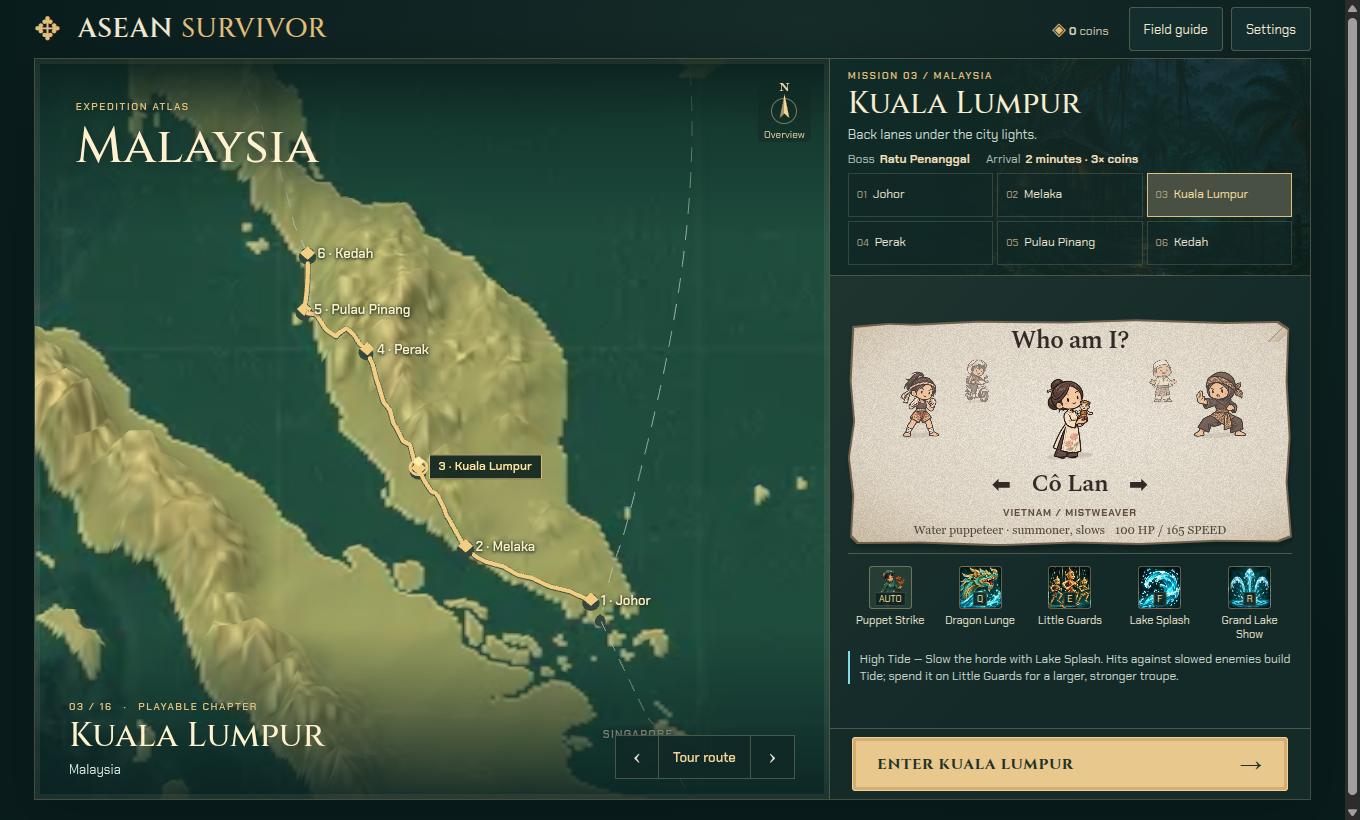 ASEAN SURVIVOR
0 coins
Field guide
Settings
EXPEDITION ATLAS
MALAYSIA
N
Overview
6 · Kedah
5 · Pulau Pinang
4 · Perak
3 · Kuala Lumpur
2 · Melaka
1 · Johor
SINGAPORE
03 / 16 · PLAYABLE CHAPTER
KUALA LUMPUR
Malaysia
‹ Tour route ›
MISSION 03 / MALAYSIA
KUALA LUMPUR
Back lanes under the city lights.
Boss Ratu Penanggal Arrival 2 minutes · 3× coins
01 Johor
02 Melaka
03 Kuala Lumpur
04 Perak
05 Pulau Pinang
06 Kedah
Who am I?
← Cô Lan →
VIETNAM / MISTWEAVER
Water puppeteer · summoner, slows 100 HP / 165 SPEED
AUTO
Q
E
F
R
Puppet Strike
Dragon Lunge
Little Guards
Lake Splash
Grand Lake
Show
High Tide — Slow the horde with Lake Splash. Hits against slowed enemies build
Tide; spend it on Little Guards for a larger, stronger troupe.
ENTER KUALA LUMPUR →